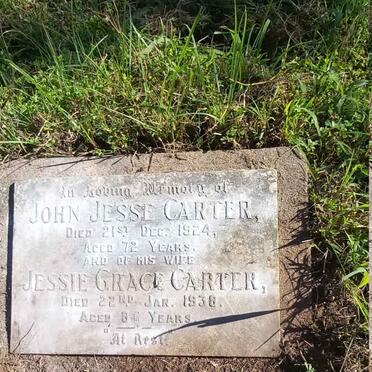 In Loving Memory of
JOHN JESSE CARTER,
DIED 21ST DEC. 1924,
AGED 72 YEARS.
AND OF HIS WIFE
JESSIE GRACE CARTER,
DIED 22ND JAN. 1938.
AGED YEARS
"At Rest."